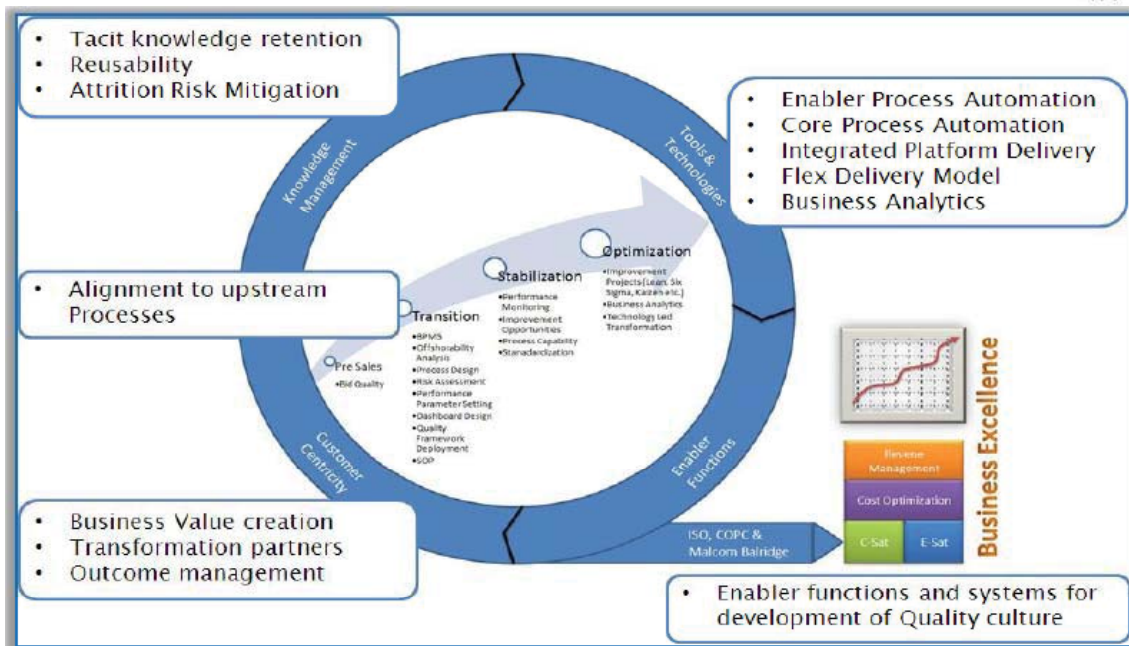 • Tacit knowledge retention
• Reusability
• Attrition Risk Mitigation
• Enabler Process Automation
• Core Process Automation
• Integrated Platform Delivery
• Flex Delivery Model
• Business Analytics
Knowledge
Management
Tools &
Technologies
• Alignment to upstream
Processes
Optimization
•Improvement
Projects(Lean, Six
Sigma, Kaizen etc.)
•Business Analytics
•Technology Led
Transformation
Stabilization
•Performance
Monitoring
•Improvement
Opportunities
•Process Capability
•Stanadardization
Transition
•BPMS
•Offshorability
Analysis
•Process Design
•Risk Assessment
•Performance
Parameter Setting
•Dashboard Design
•Quality
Framework
Deployment
•SOP
Pre Sales
•Bid Quality
Customer
Centricity
Enabler
Functions
• Business Value creation
• Transformation partners
• Outcome management
ISO, COPC &
Malcom Balridge
Revene
Management
Cost Optimization
C-Sat
E-Sat
Business Excellence
• Enabler functions and systems for
development of Quality culture